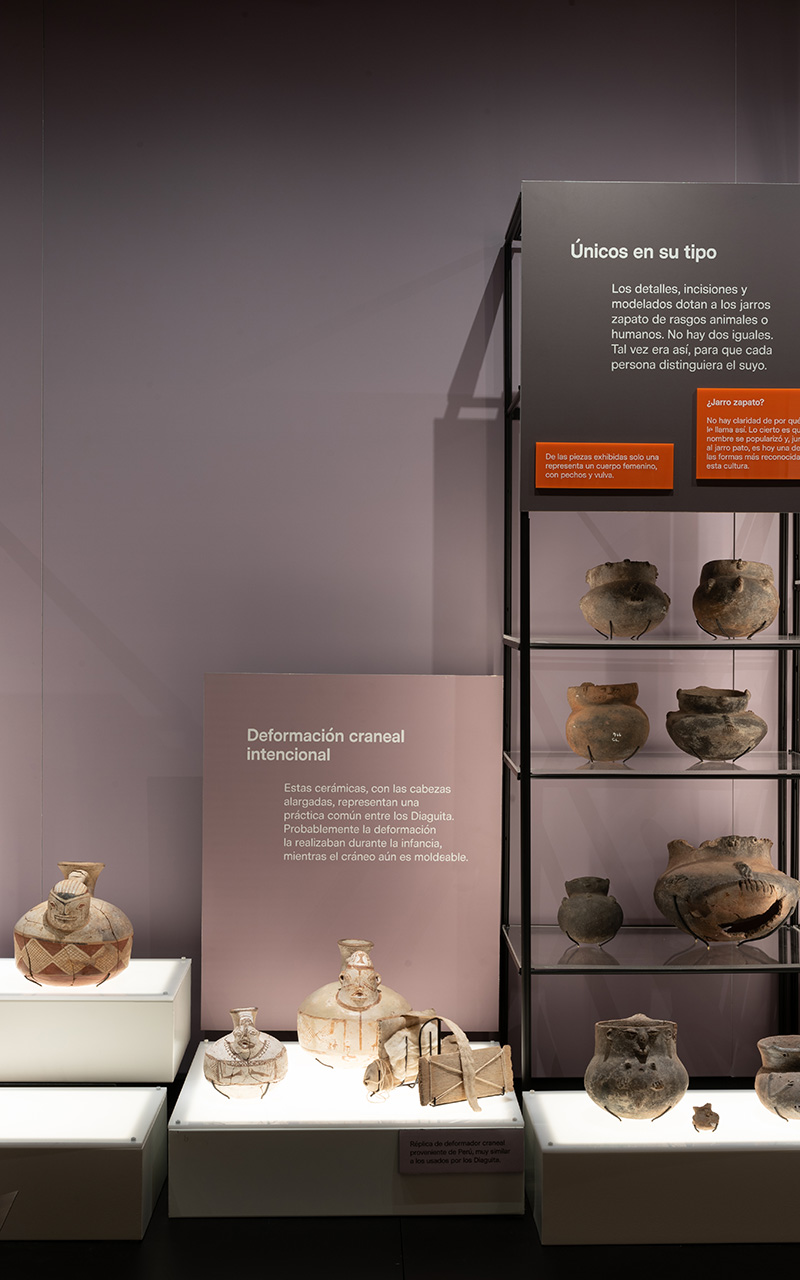 Únicos en su tipo
Los detalles, incisiones y
modelados dotan a los jarros
zapato de rasgos animales o
humanos. No hay dos iguales.
Tal vez era así, para que cada
persona distinguiera el suyo.
¿Jarro zapato?
No hay claridad de por qué
le llama así. Lo cierto es
nombre se popularizó y,
al jarro pato, es hoy una
las formas más
esta cultura.
De las piezas exhibidas solo una
representa un cuerpo femenino,
con pechos y vulva.
Deformación craneal
intencional
Estas cerámicas, con las cabezas
alargadas, representan una
práctica común entre los Diaguita.
Probablemente la deformación
la realizaban durante la infancia,
mientras el cráneo aún es moldeable.
Réplica de deformador craneal
proveniente de Perú, muy similar
a los usados por los Diaguita.